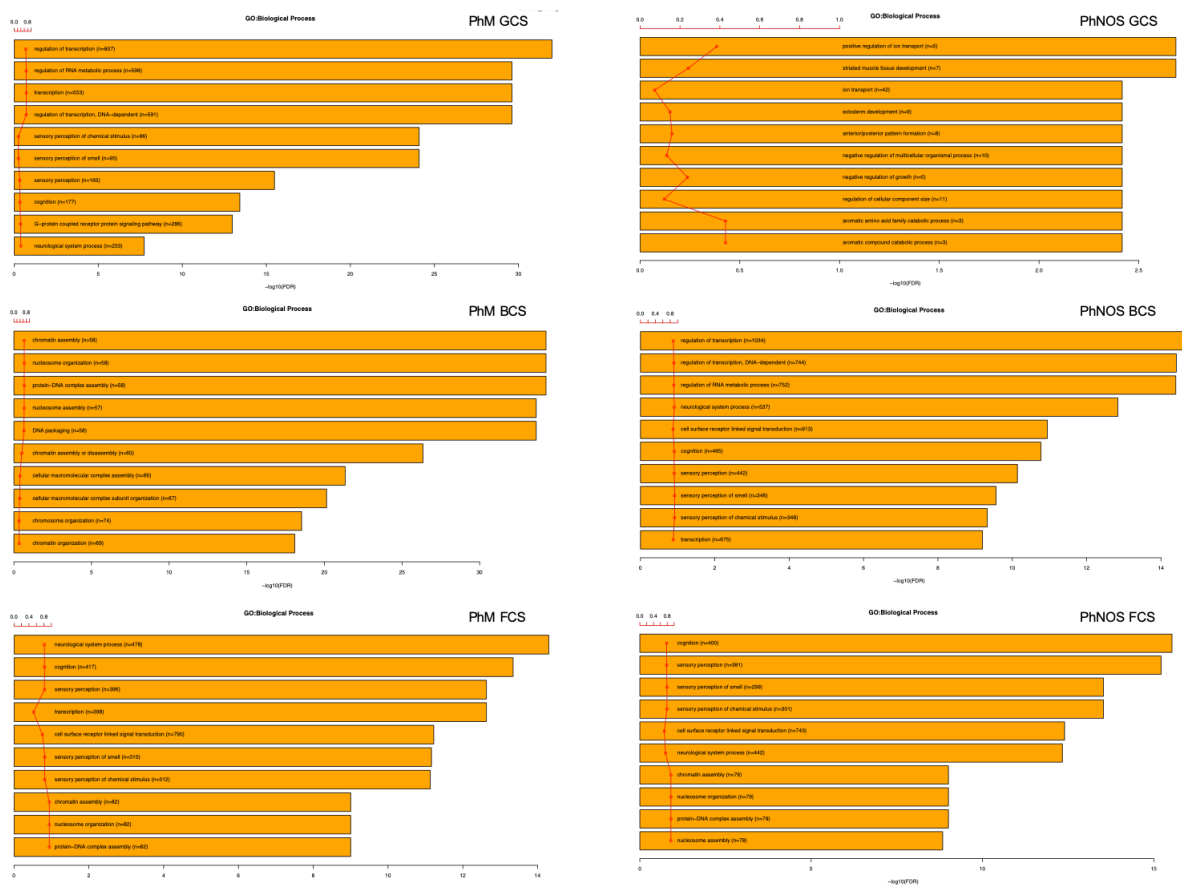 GO:Biological Process
PhM GCS
0.0 0.8
regulation of transcription (n=857)
regulation of RNA metabolic process (n=598)
transcription (n=553)
regulation of transcription, DNA-dependent (n=591)
sensory perception of chemical stimulus (n=98)
sensory perception of smell (n=95)
sensory perception (n=160)
cognition (n=177)
G-protein coupled receptor protein signaling pathway (n=286)
neurological system process (n=233)
0 5 10 15 20 25 30
-log10(FDR)
GO:Biological Process
PhNOS GCS
0.0 0.2 0.4 0.6 0.8 1.0
positive regulation of ion transport (n=5)
striated muscle tissue development (n=7)
ion transport (n=42)
ectoderm development (n=9)
anterior/posterior pattern formation (n=8)
negative regulation of multicellular organismal process (n=10)
negative regulation of growth (n=6)
regulation of cellular component size (n=11)
aromatic amino acid family catabolic process (n=3)
aromatic compound catabolic process (n=3)
0.0 0.5 1.0 1.5 2.0 2.5
-log10(FDR)
GO:Biological Process
PhM BCS
0.0 0.8
chromatin assembly (n=58)
nucleosome organization (n=58)
protein-DNA complex assembly (n=58)
nucleosome assembly (n=57)
DNA packaging (n=58)
chromatin assembly or disassembly (n=60)
cellular macromolecular complex assembly (n=66)
cellular macromolecular complex subunit organization (n=67)
chromosome organization (n=74)
chromatin organization (n=69)
0 5 10 15 20 25 30
-log10(FDR)
GO:Biological Process
PhNOS BCS
0.0 0.4 0.8
regulation of transcription (n=1034)
regulation of transcription, DNA-dependent (n=744)
regulation of RNA metabolic process (n=752)
neurological system process (n=537)
cell surface receptor linked signal transduction (n=913)
cognition (n=465)
sensory perception (n=442)
sensory perception of smell (n=346)
sensory perception of chemical stimulus (n=348)
transcription (n=875)
0 2 4 6 8 10 12 14
-log10(FDR)
GO:Biological Process
PhM FCS
0.0 0.4 0.8
neurological system process (n=478)
cognition (n=417)
sensory perception (n=396)
transcription (n=399)
cell surface receptor linked signal transduction (n=790)
sensory perception of smell (n=310)
sensory perception of chemical stimulus (n=312)
chromatin assembly (n=82)
nucleosome organization (n=82)
protein-DNA complex assembly (n=82)
0 2 4 6 8 10 12 14
-log10(FDR)
GO:Biological Process
PhNOS FCS
0.0 0.4 0.8
cognition (n=400)
sensory perception (n=381)
sensory perception of smell (n=299)
sensory perception of chemical stimulus (n=301)
cell surface receptor linked signal transduction (n=743)
neurological system process (n=442)
chromatin assembly (n=79)
nucleosome organization (n=79)
protein-DNA complex assembly (n=79)
nucleosome assembly (n=78)
0 5 10 15
-log10(FDR)